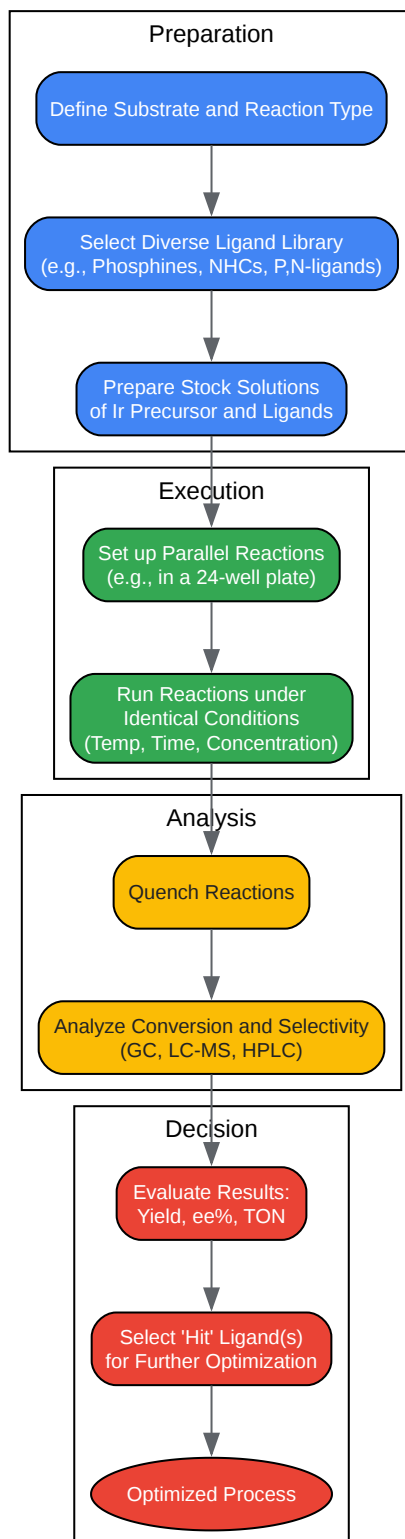 Preparation
Define Substrate and Reaction Type
Select Diverse Ligand Library
(e.g., Phosphines, NHCs, P,N-ligands)
Prepare Stock Solutions
of Ir Precursor and Ligands
Execution
Set up Parallel Reactions
(e.g., in a 24-well plate)
Run Reactions under
Identical Conditions
(Temp, Time, Concentration)
Analysis
Quench Reactions
Analyze Conversion and Selectivity
(GC, LC-MS, HPLC)
Decision
Evaluate Results:
Yield, ee%, TON
Select 'Hit' Ligand(s)
for Further Optimization
Optimized Process